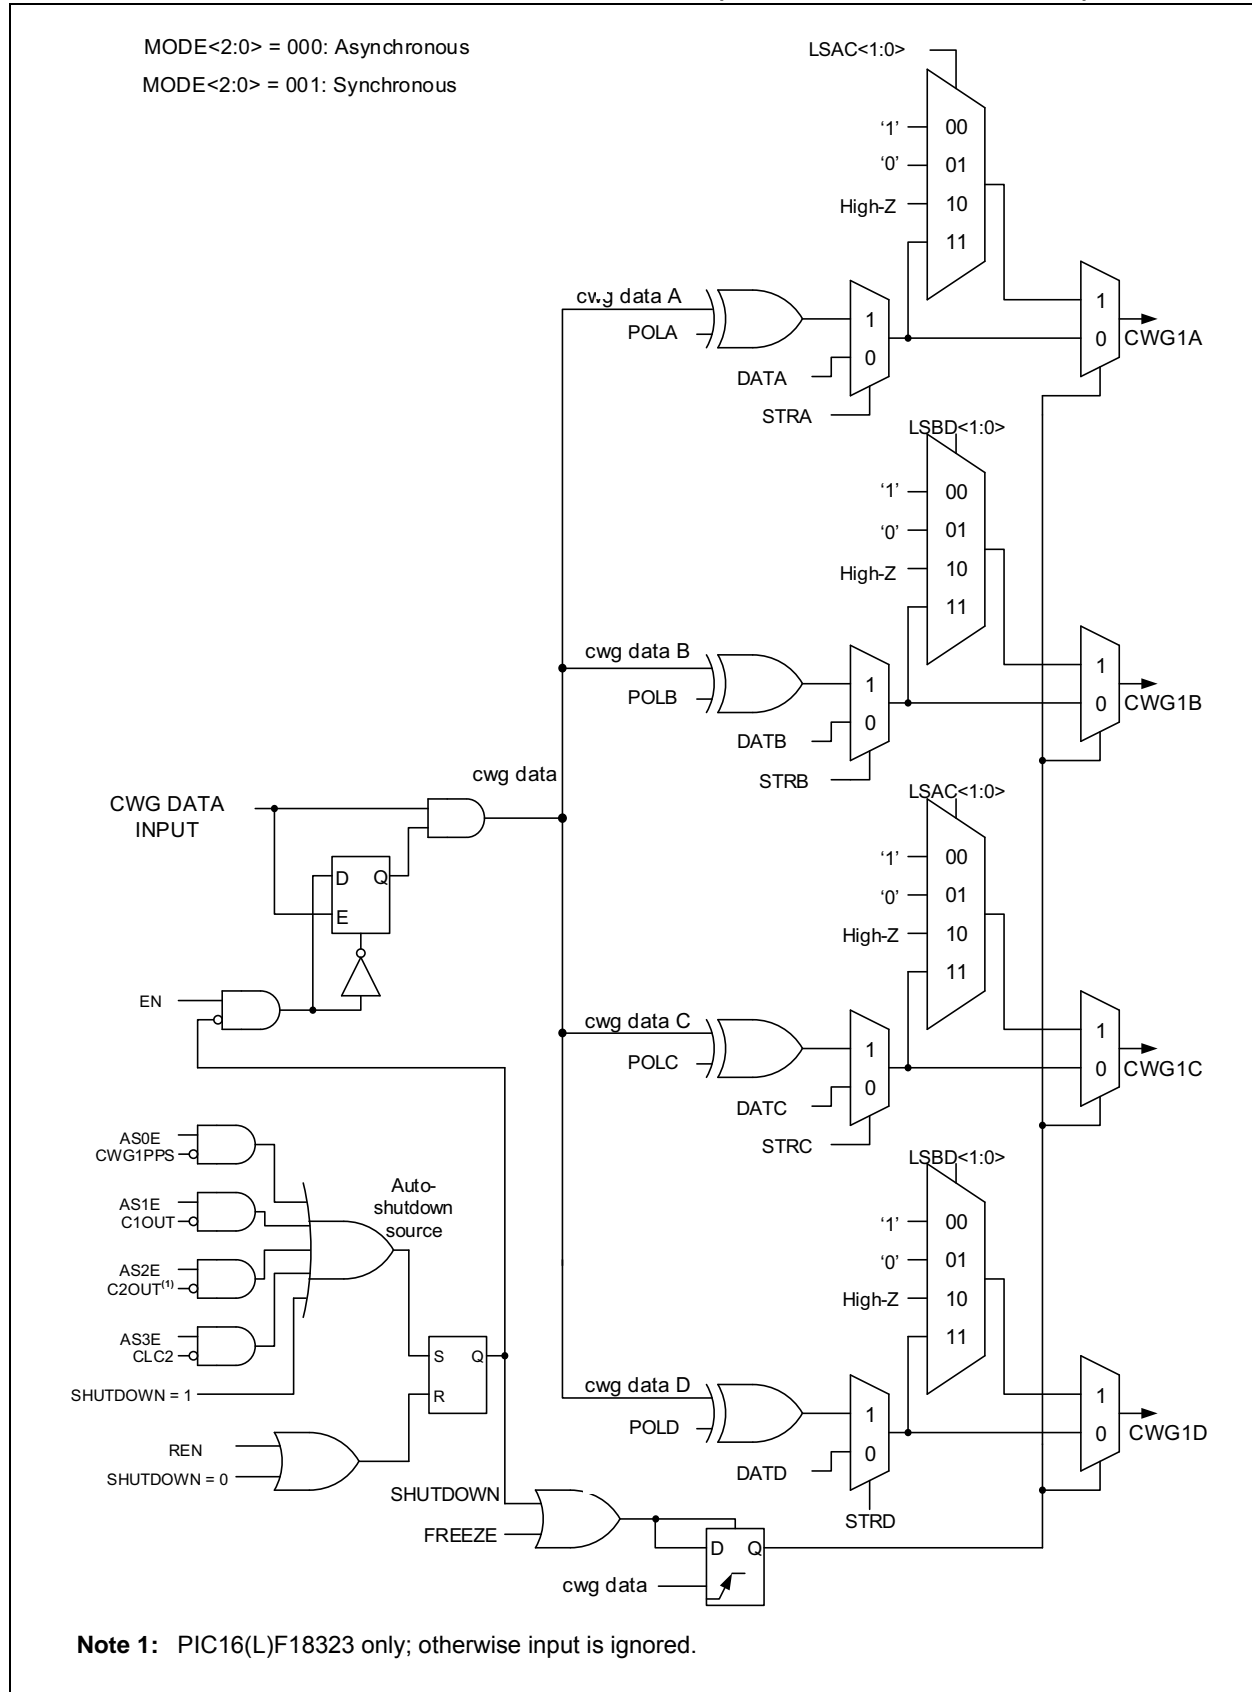 MODE<2:0> = 000: Asynchronous
MODE<2:0> = 001: Synchronous
LSAC<1:0>
'1'
00
'0'
01
High-Z
10
11
cwg data A
POLA
DATA
STRA
1
0
1
0
CWG1A
LSBD<1:0>
'1'
00
'0'
01
High-Z
10
11
cwg data B
POLB
DATB
STRB
1
0
1
0
CWG1B
cwg data
CWG DATA
INPUT
D Q
E
EN
LSAC<1:0>
'1'
00
'0'
01
High-Z
10
11
cwg data C
POLC
DATC
STRC
1
0
1
0
CWG1C
AS0E
CWG1PPS
AS1E
C1OUT
AS2E
C2OUT(1)
AS3E
CLC2
SHUTDOWN = 1
Auto-
shutdown
source
S Q
R
REN
SHUTDOWN = 0
LSBD<1:0>
'1'
00
'0'
01
High-Z
10
11
cwg data D
POLD
DATD
STRD
1
0
1
0
CWG1D
SHUTDOWN
FREEZE
D Q
cwg data
Note 1: PIC16(L)F18323 only; otherwise input is ignored.